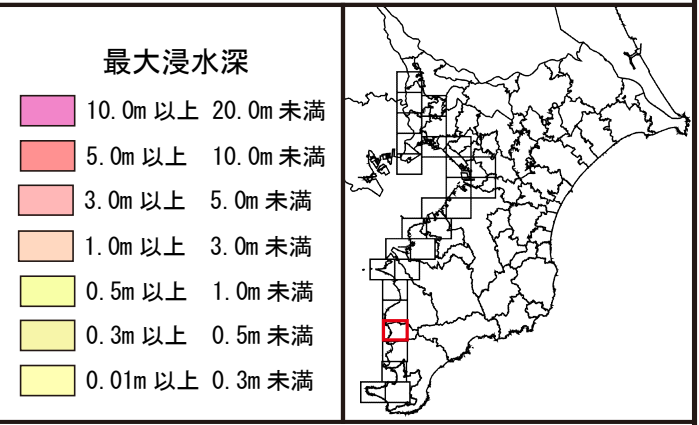 最大浸水深
10.0m 以上 20.0m 未満
5.0m 以上 10.0m 未満
3.0m 以上 5.0m 未満
1.0m 以上 3.0m 未満
0.5m 以上 1.0m 未満
0.3m 以上 0.5m 未満
0.01m 以上 0.3m 未満